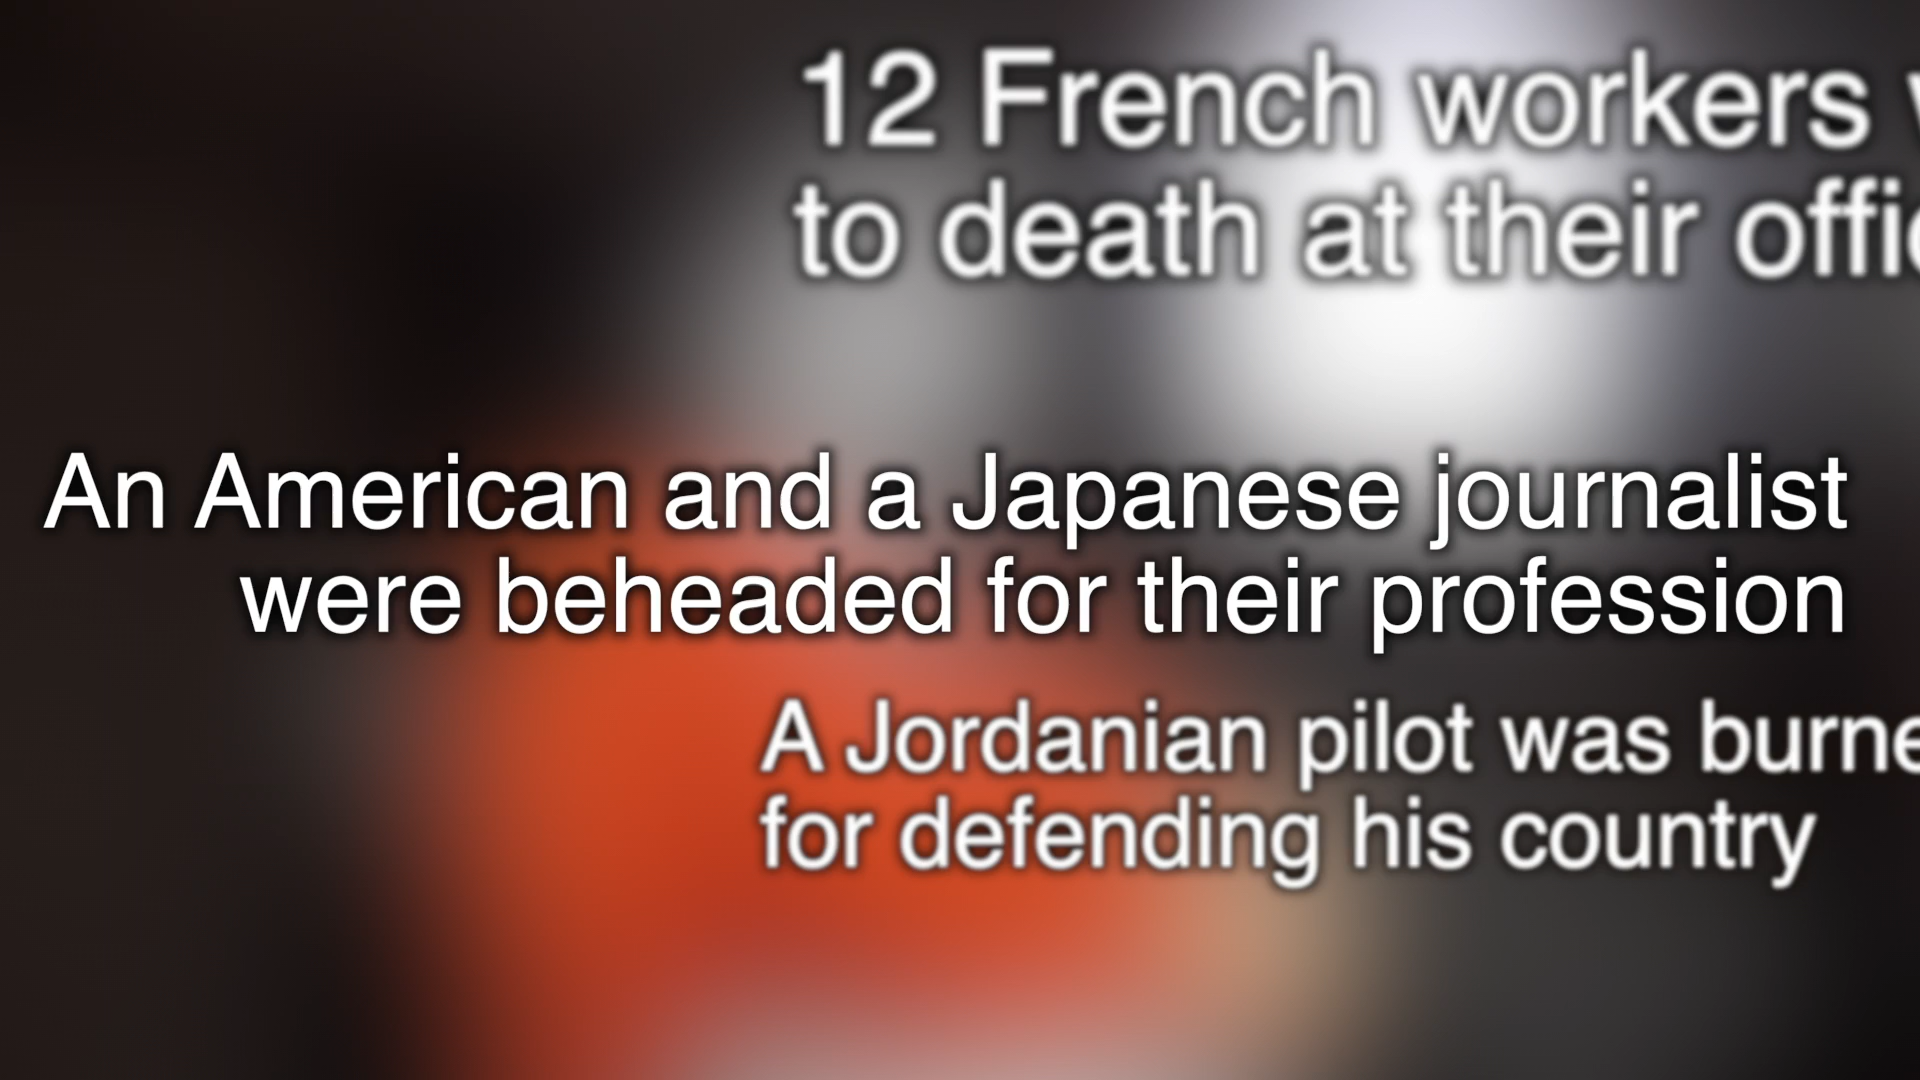 12 French workers
to death at their
An American and a Japanese journalist
were beheaded for their profession
A Jordanian pilot was
for defending his country